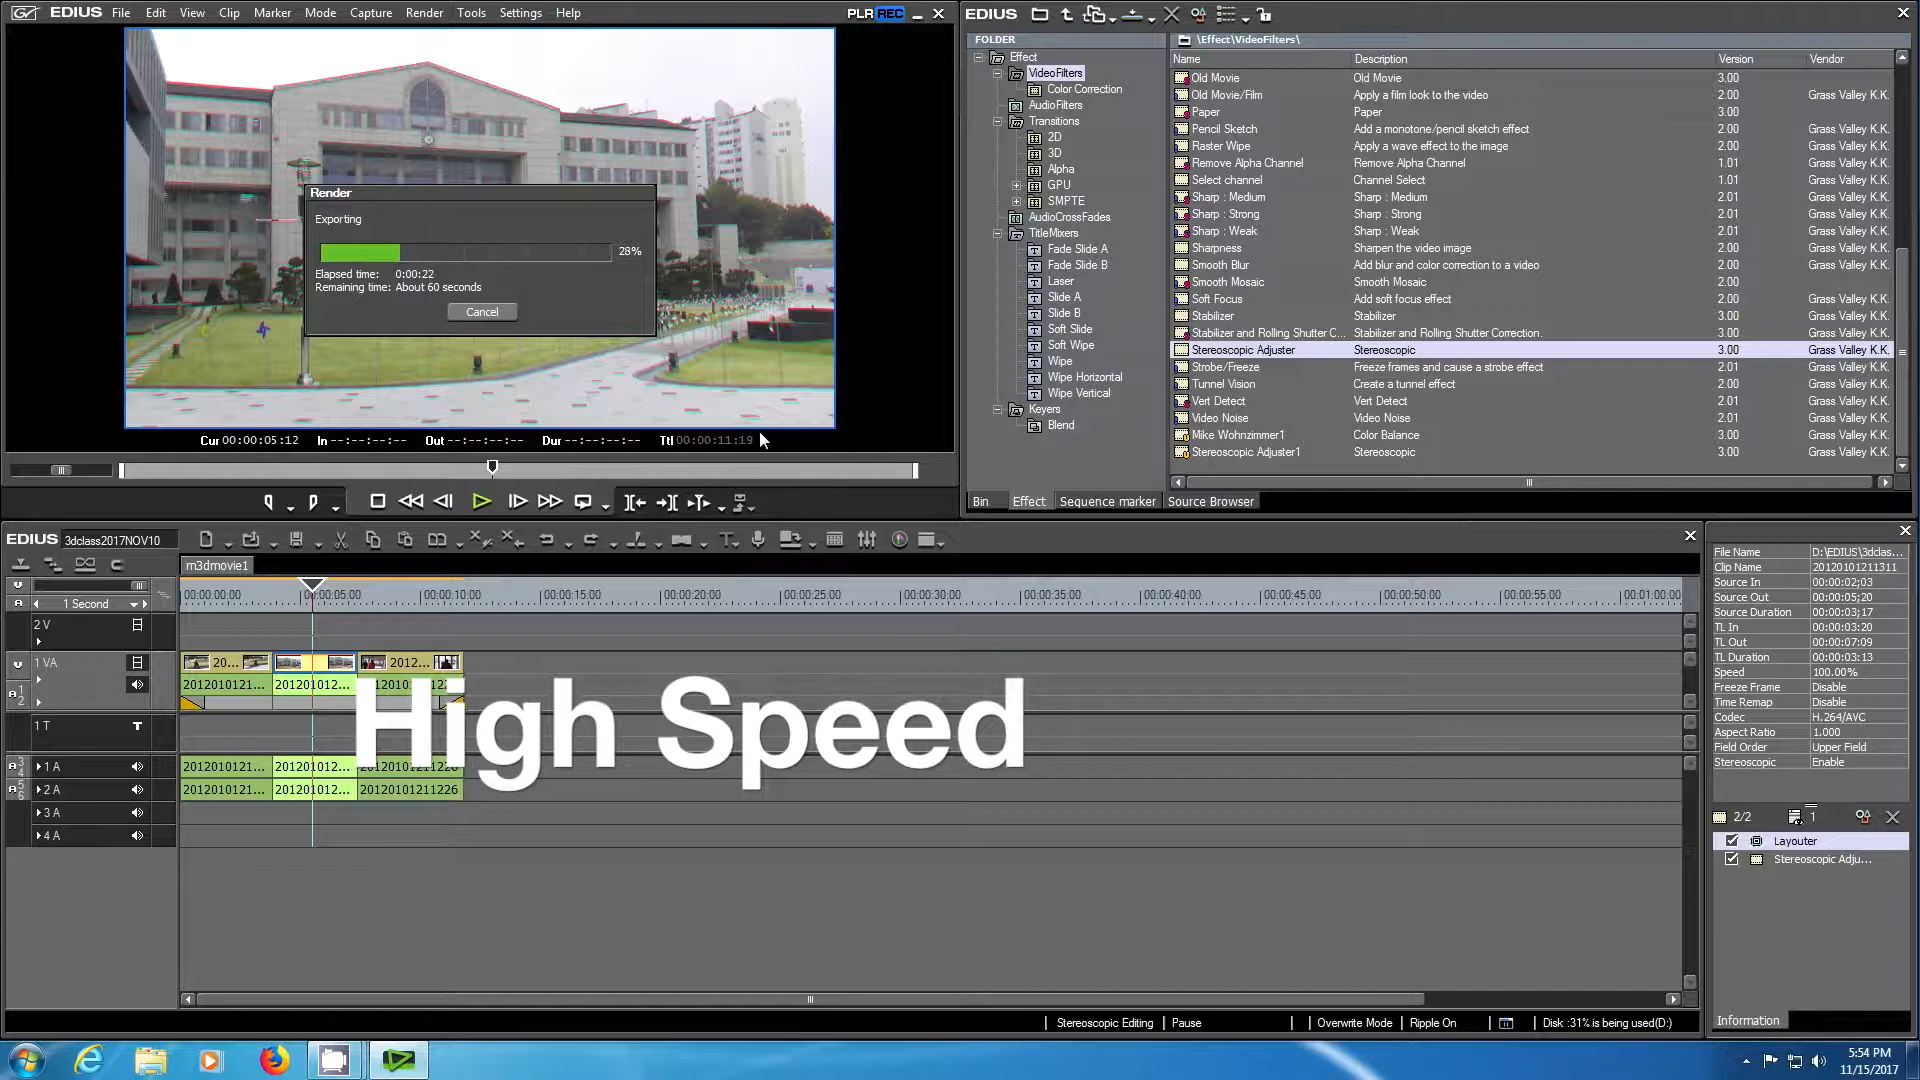 EDIUS File Edit View Clip Marker Mode Capture Render Tools Settings Help PLR REC
Render
Exporting
28%
Elapsed time: 0:00:22
Remaining time: About 60 seconds
Cancel
Cur 00:00:05:12 In --:--:--:-- Out --:--:--:-- Dur --:--:--:-- Ttl 00:00:11:19
EDIUS
FOLDER
Effect
VideoFilters
Color Correction
AudioFilters
Transitions
2D
3D
Alpha
GPU
SMPTE
AudioCrossFades
TitleMixers
Fade Slide A
Fade Slide B
Laser
Slide A
Slide B
Soft Slide
Soft Wipe
Wipe
Wipe Horizontal
Wipe Vertical
Keyers
Blend
\Effect\VideoFilters\
Name Description Version Vendor
Old Movie Old Movie 3.00
Old Movie/Film Apply a film look to the video 2.00 Grass Valley K.K.
Paper Paper 3.00
Pencil Sketch Add a monotone/pencil sketch effect 2.00 Grass Valley K.K.
Raster Wipe Apply a wave effect to the image 2.00 Grass Valley K.K.
Remove Alpha Channel Remove Alpha Channel 1.01 Grass Valley K.K.
Select channel Channel Select 1.01 Grass Valley K.K.
Sharp : Medium Sharp : Medium 2.01 Grass Valley K.K.
Sharp : Strong Sharp : Strong 2.01 Grass Valley K.K.
Sharp : Weak Sharp : Weak 2.01 Grass Valley K.K.
Sharpness Sharpen the video image 2.00 Grass Valley K.K.
Smooth Blur Add blur and color correction to a video 2.00 Grass Valley K.K.
Smooth Mosaic Smooth Mosaic 2.00
Soft Focus Add soft focus effect 2.00 Grass Valley K.K.
Stabilizer Stabilizer 3.00 Grass Valley K.K.
Stabilizer and Rolling Shutter C... Stabilizer and Rolling Shutter Correction. 3.00 Grass Valley K.K.
Stereoscopic Adjuster Stereoscopic 3.00 Grass Valley K.K.
Strobe/Freeze Freeze frames and cause a strobe effect 2.01 Grass Valley K.K.
Tunnel Vision Create a tunnel effect 2.00 Grass Valley K.K.
Vert Detect Vert Detect 2.01 Grass Valley K.K.
Video Noise Video Noise 2.01 Grass Valley K.K.
Mike Wohnzimmer1 Color Balance 3.00 Grass Valley K.K.
Stereoscopic Adjuster1 Stereoscopic 3.00 Grass Valley K.K.
Bin Effect Sequence marker Source Browser
EDIUS 3dclass2017NOV10
m3dmovie1
1 Second
00:00:00:00 00:00:05:00 00:00:10:00 00:00:15:00 00:00:20:00 00:00:25:00 00:00:30:00 00:00:35:00 00:00:40:00 00:00:45:00 00:00:50:00 00:00:55:00 00:01:00:00
2 V
1 VA 20... 2012...
1 2 2012010121... 201201012...
1 T T
High Speed
3 4 1 A 2012010121... 201201012...
5 6 2 A 2012010121... 201201012... 20120101211226
3 A
4 A
Stereoscopic Editing Pause Overwrite Mode Ripple On Disk :31% is being used(D:)
File Name D:\EDIUS\3dclas...
Clip Name 20120101211311
Source In 00:00:02;03
Source Out 00:00:05;20
Source Duration 00:00:03;17
TL In 00:00:03:20
TL Out 00:00:07:09
TL Duration 00:00:03:13
Speed 100.00%
Freeze Frame Disable
Time Remap Disable
Codec H.264/AVC
Aspect Ratio 1.000
Field Order Upper Field
Stereoscopic Enable
2/2 1
Layouter
Stereoscopic Adju...
Information
5:54 PM
11/15/2017